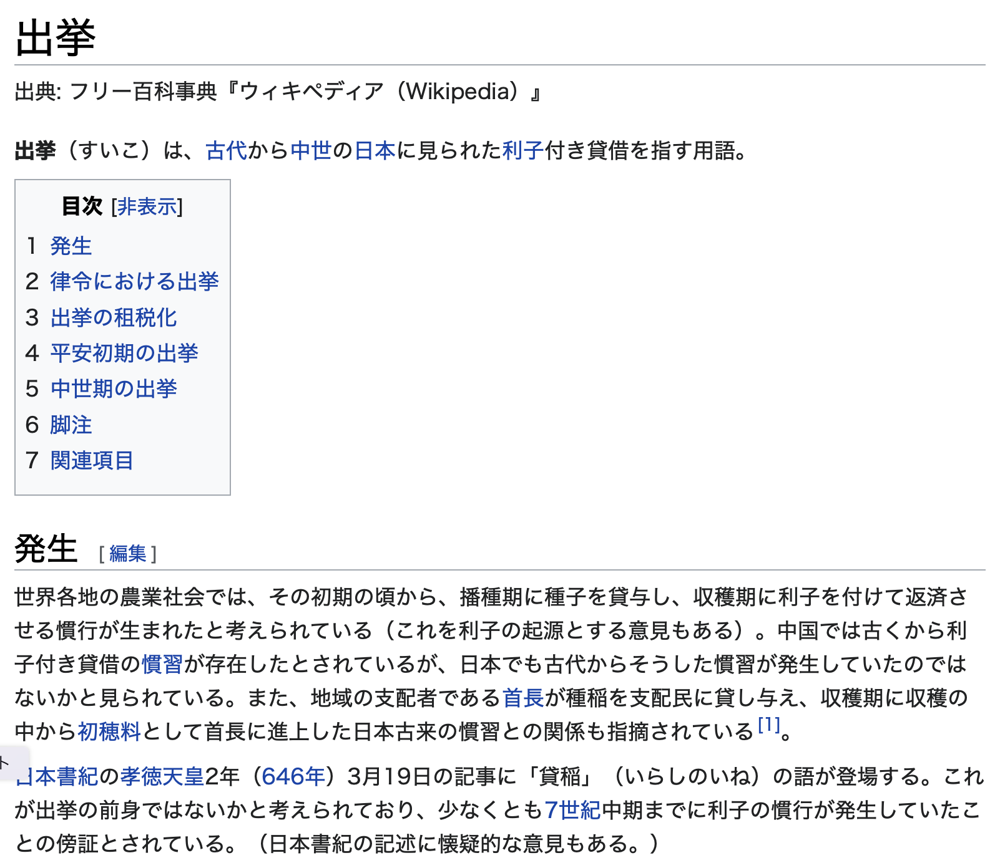 出挙
出典: フリー百科事典『ウィキペディア（Wikipedia）』
出挙（すいこ）は、古代から中世の日本に見られた利子付き貸借を指す用語。
目次 [非表示]
1 発生
2 律令における出挙
3 出挙の租税化
4 平安初期の出挙
5 中世期の出挙
6 脚注
7 関連項目
発生 [編集]
世界各地の農業社会では、その初期の頃から、播種期に種子を貸与し、収穫期に利子を付けて返済さ
せる慣行が生まれたと考えられている（これを利子の起源とする意見もある）。中国では古くから利
子付き貸借の慣習が存在したとされているが、日本でも古代からそうした慣習が発生していたのでは
ないかと見られている。また、地域の支配者である首長が種稲を支配民に貸し与え、収穫期に収穫の
中から初穂料として首長に進上した日本古来の慣習との関係も指摘されている[1]。
ト
日本書紀の孝徳天皇2年（646年）3月19日の記事に「貸稲」（いらしのいね）の語が登場する。これ
が出挙の前身ではないかと考えられており、少なくとも7世紀中期までに利子の慣行が発生していたこ
との傍証とされている。（日本書紀の記述に懐疑的な意見もある。）